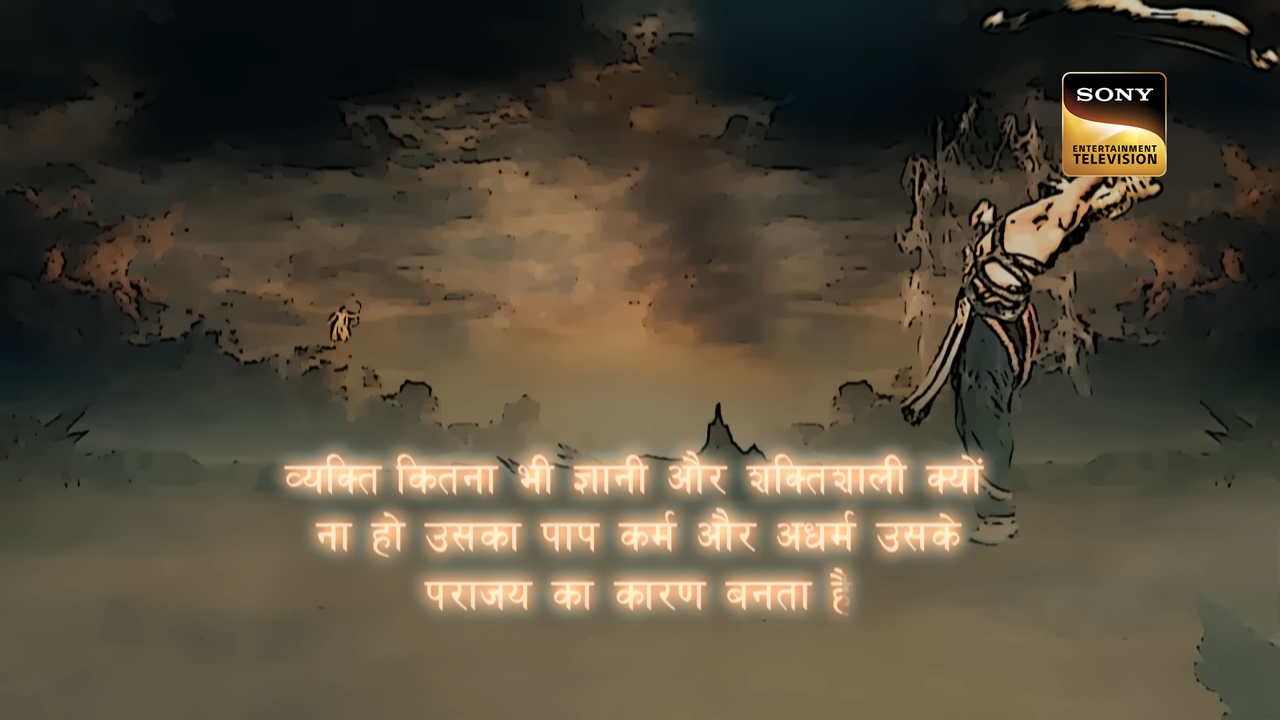 SONY
ENTERTAINMENT
TELEVISION
व्यक्ति कितना भी ज्ञानी और शक्तिशाली क्यों
ना हो उसका पाप कर्म और अधर्म उसके
पराजय का कारण बनता है